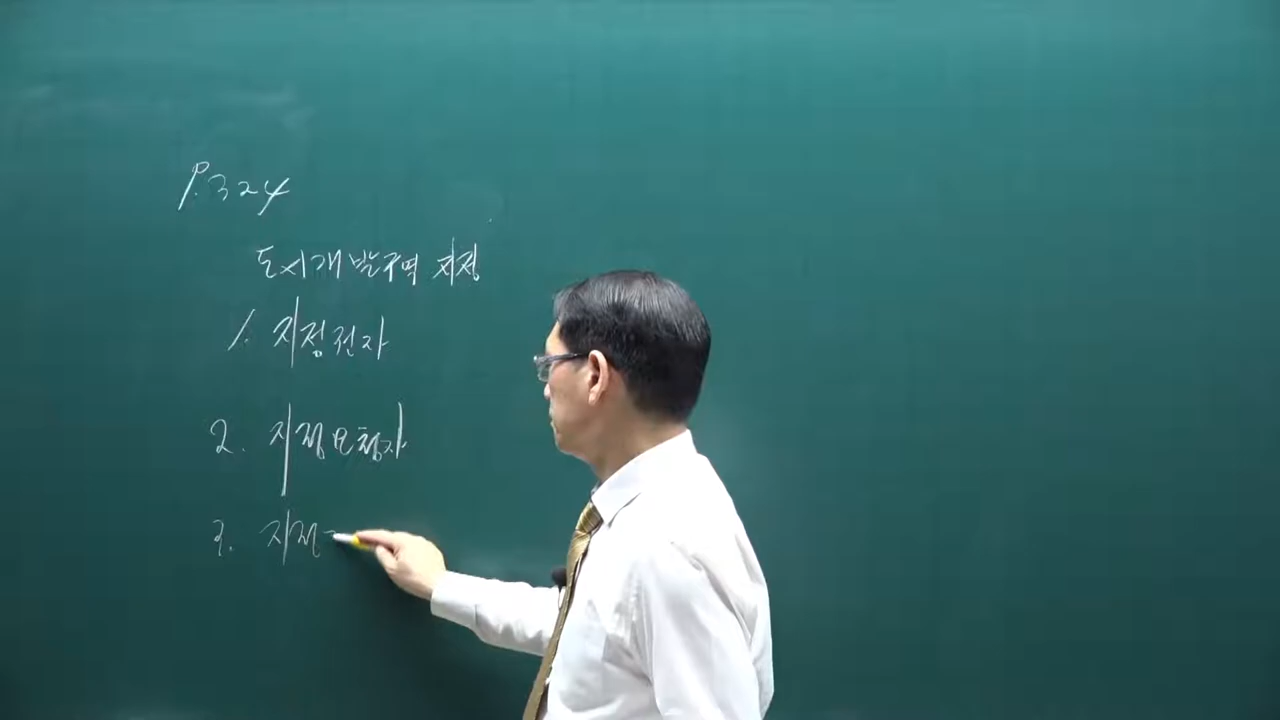 P.324
도시개발구역 지정
1. 지정권자
2. 지정요청자
3. 지정